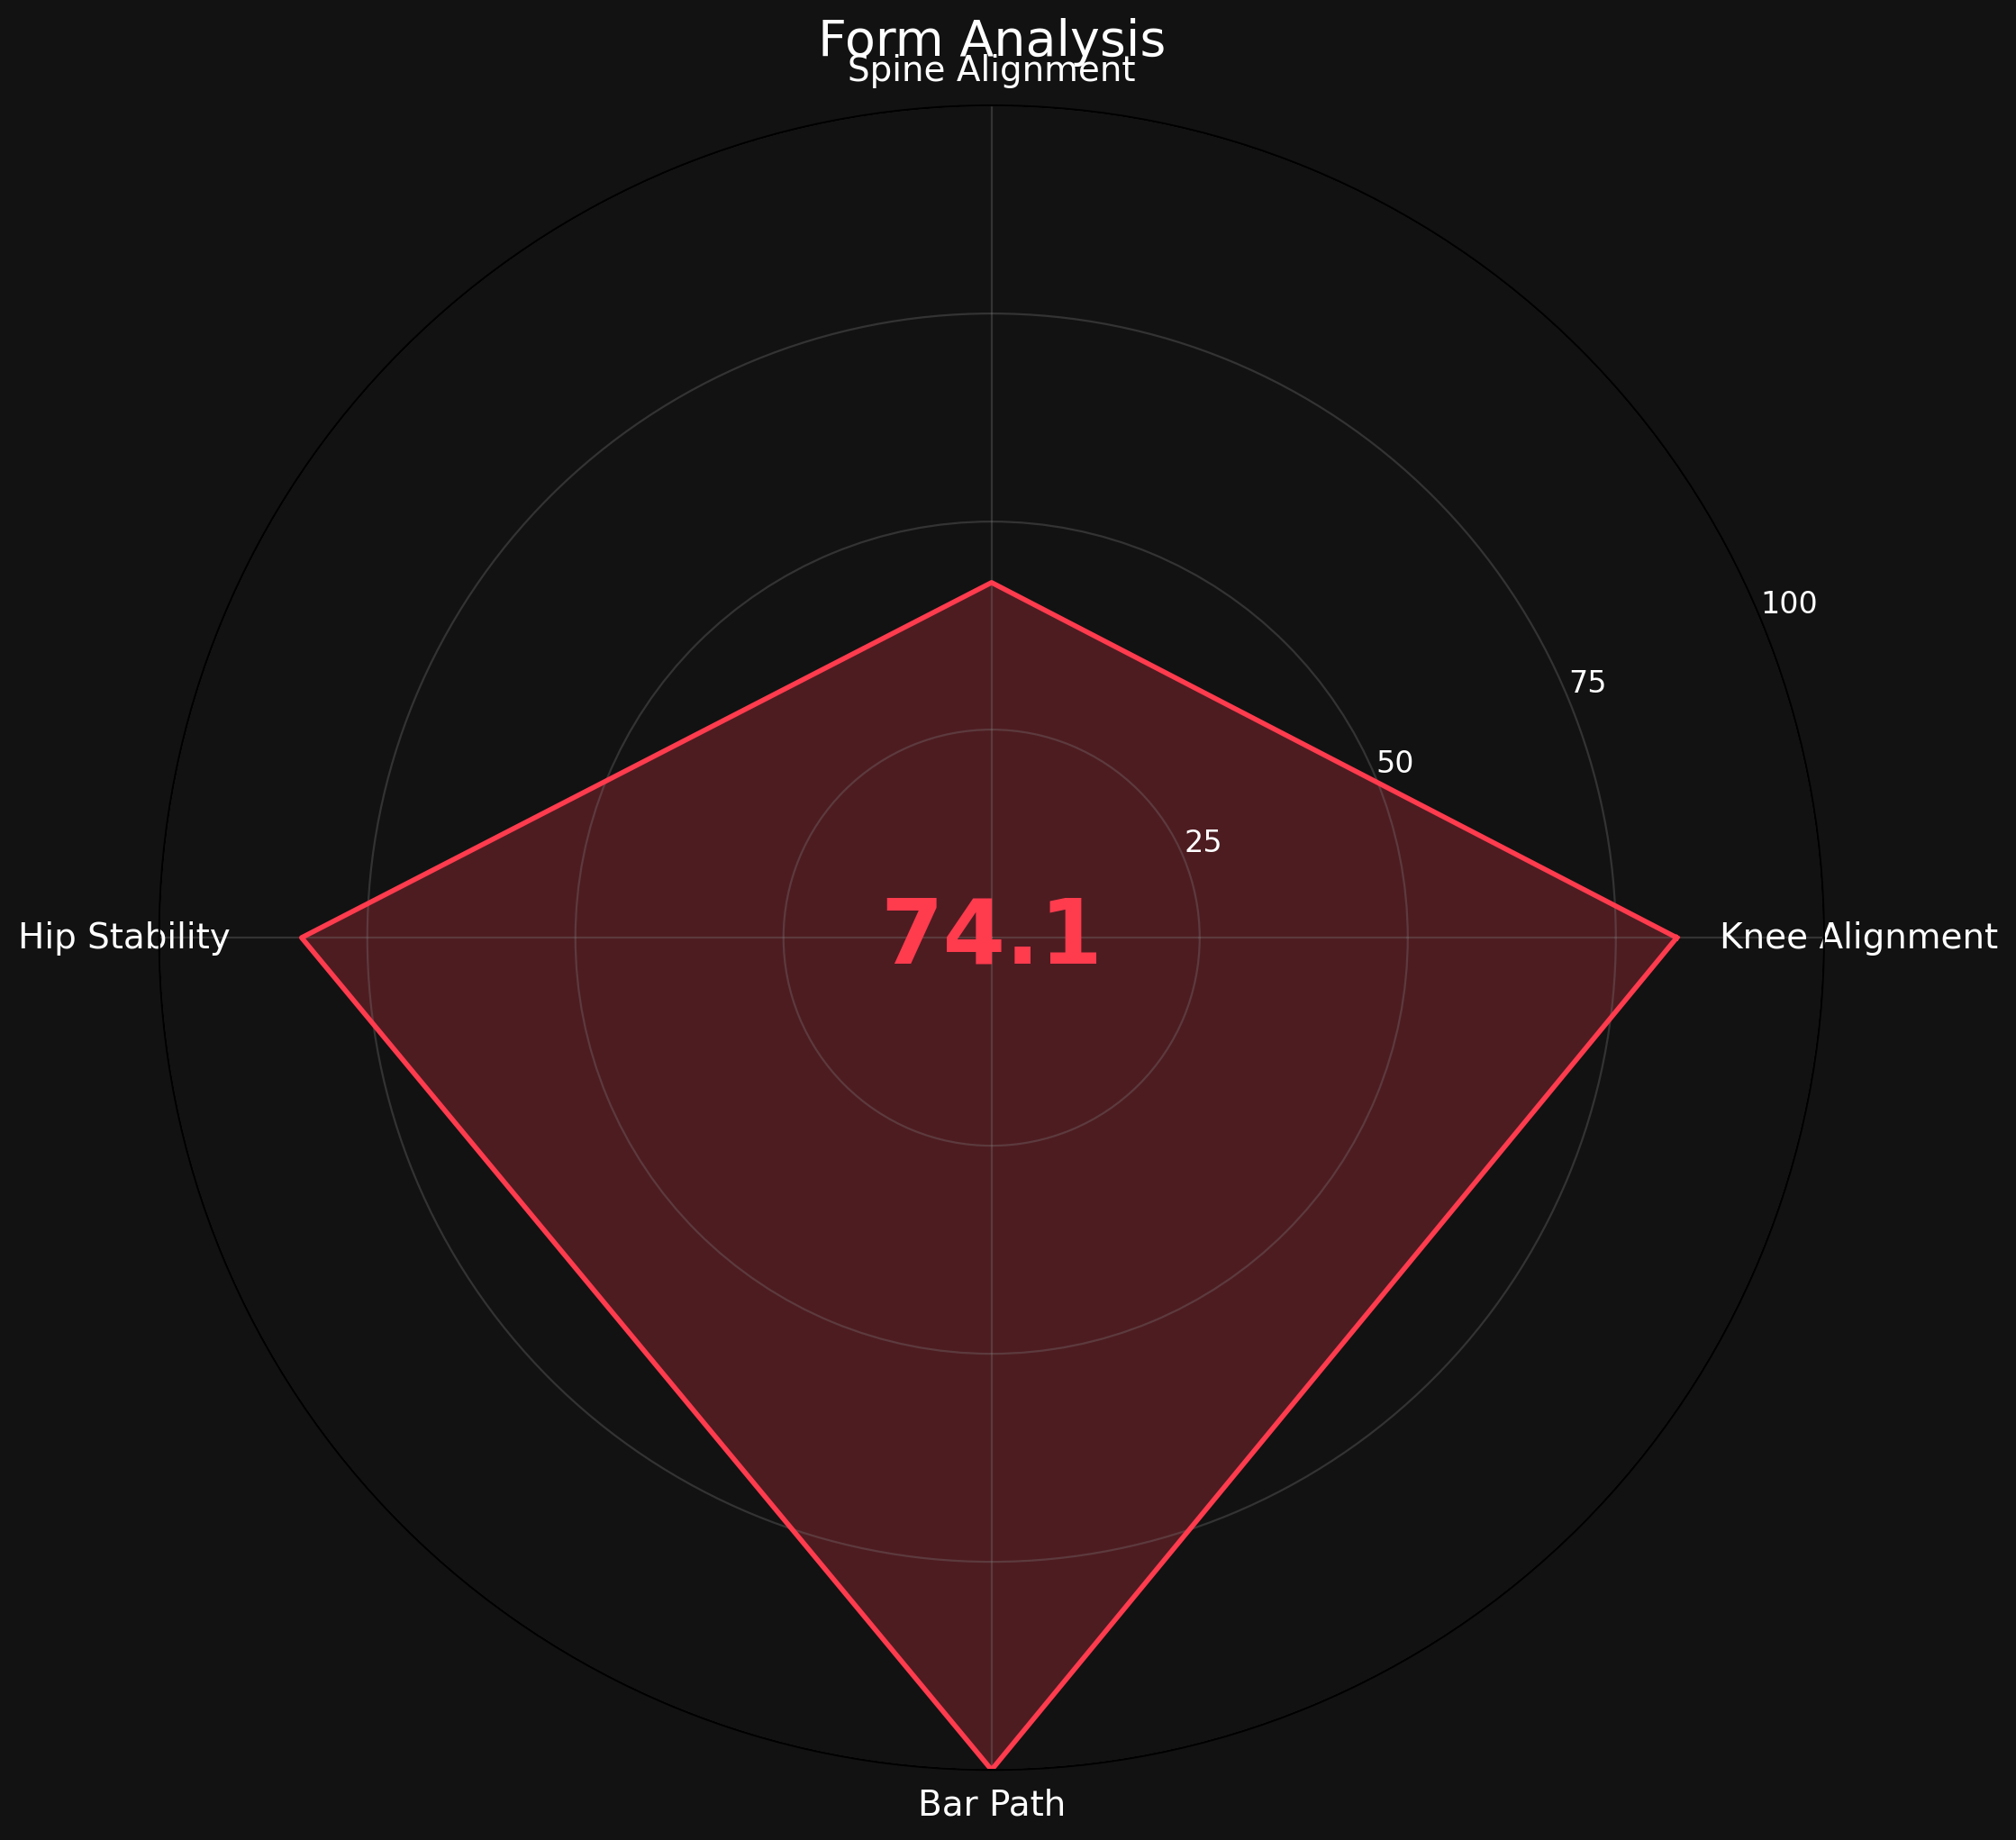 Form Analysis
Spine Alignment
100
75
50
25
74.1
Hip Stability
Knee Alignment
Bar Path